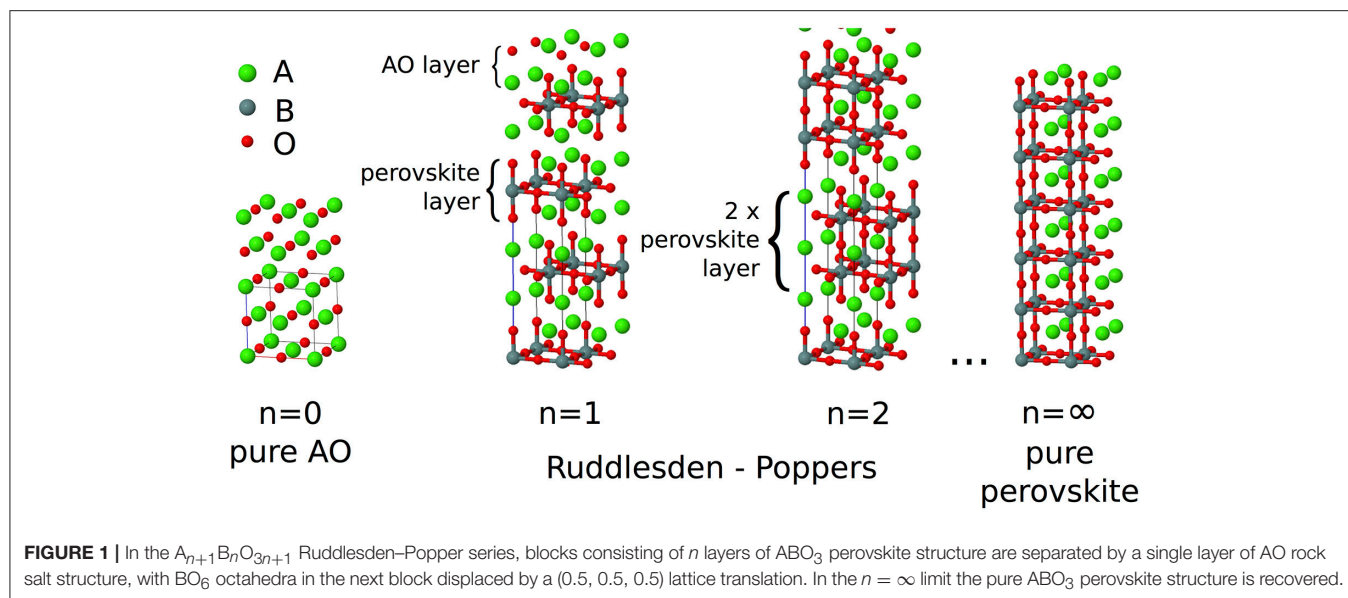 A
B
O
AO layer
perovskite
layer
2 x
perovskite
layer
...
n=0
pure AO
n=1
n=2
Ruddlesden - Poppers
n=∞
pure
perovskite
FIGURE 1 | In the Aₙ₊₁BₙO₃ₙ₊₁ Ruddlesden–Popper series, blocks consisting of n layers of ABO₃ perovskite structure are separated by a single layer of AO rock
salt structure, with BO₆ octahedra in the next block displaced by a (0.5, 0.5, 0.5) lattice translation. In the n = ∞ limit the pure ABO₃ perovskite structure is recovered.